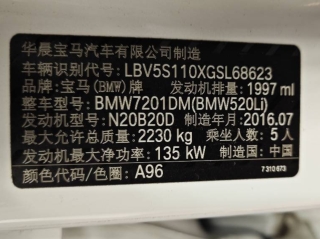 华晨宝马汽车有限公司制造
车辆识别代号: LBV5S110XGSL68623
品牌: 宝马(BMW)牌 发动机排量: 1997 ml
整车型号: BMW7201DM(BMW520Li)
发动机型号: N20B20D 制造年月: 2016.07
最大允许总质量: 2230 kg 乘坐人数: 5 人
发动机最大净功率: 135 kW 制造国: 中国
颜色代码/色圈: A96 7 310 673